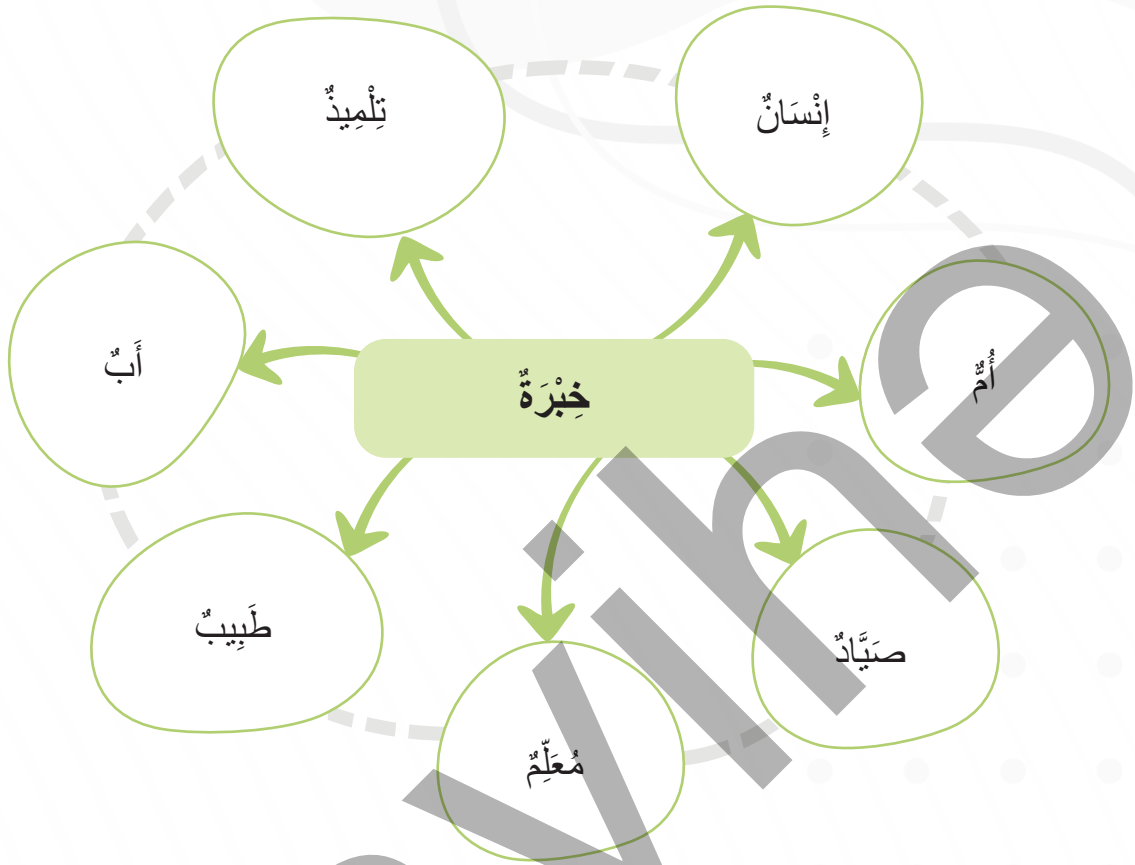 إِنْسَانٌ
تِلْمِيذٌ
أُمٌّ
خِبْرَةٌ
أَبٌ
صَيَّادٌ
طَبِيبٌ
مُعَلِّمٌ